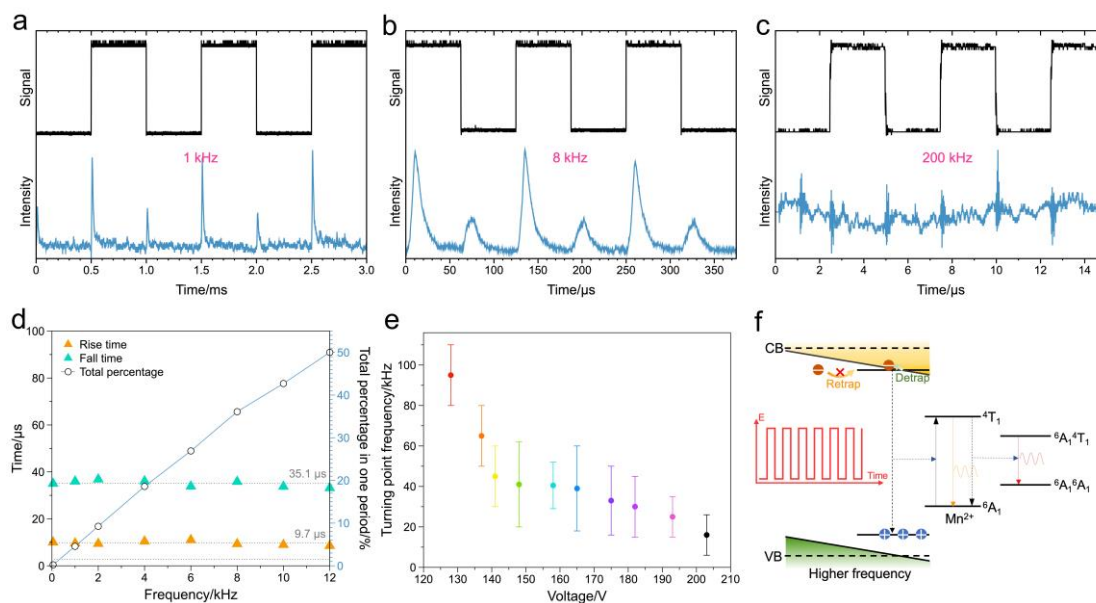 a
Signal
Intensity
1 kHz
0 0.5 1.0 1.5 2.0 2.5 3.0
Time/ms
b
Signal
Intensity
8 kHz
0 50 100 150 200 250 300 350
Time/μs
c
Signal
Intensity
200 kHz
0 2 4 6 8 10 12 14
Time/μs
d
Rise time
Fall time
Total percentage
35.1 μs
9.7 μs
100
80
60
40
20
0
Time/μs
50
40
30
20
10
0
Total percentage in one period/%
0 2 4 6 8 10 12
Frequency/kHz
e
100
80
60
40
20
0
Turning point frequency/kHz
120 130 140 150 160 170 180 190 200 210
Voltage/V
f
CB
Retrap
Detrap
E
Time
⁴T₁
⁶A₁⁴T₁
⁶A₁⁶A₁
⁶A₁
Mn²⁺
VB
Higher frequency